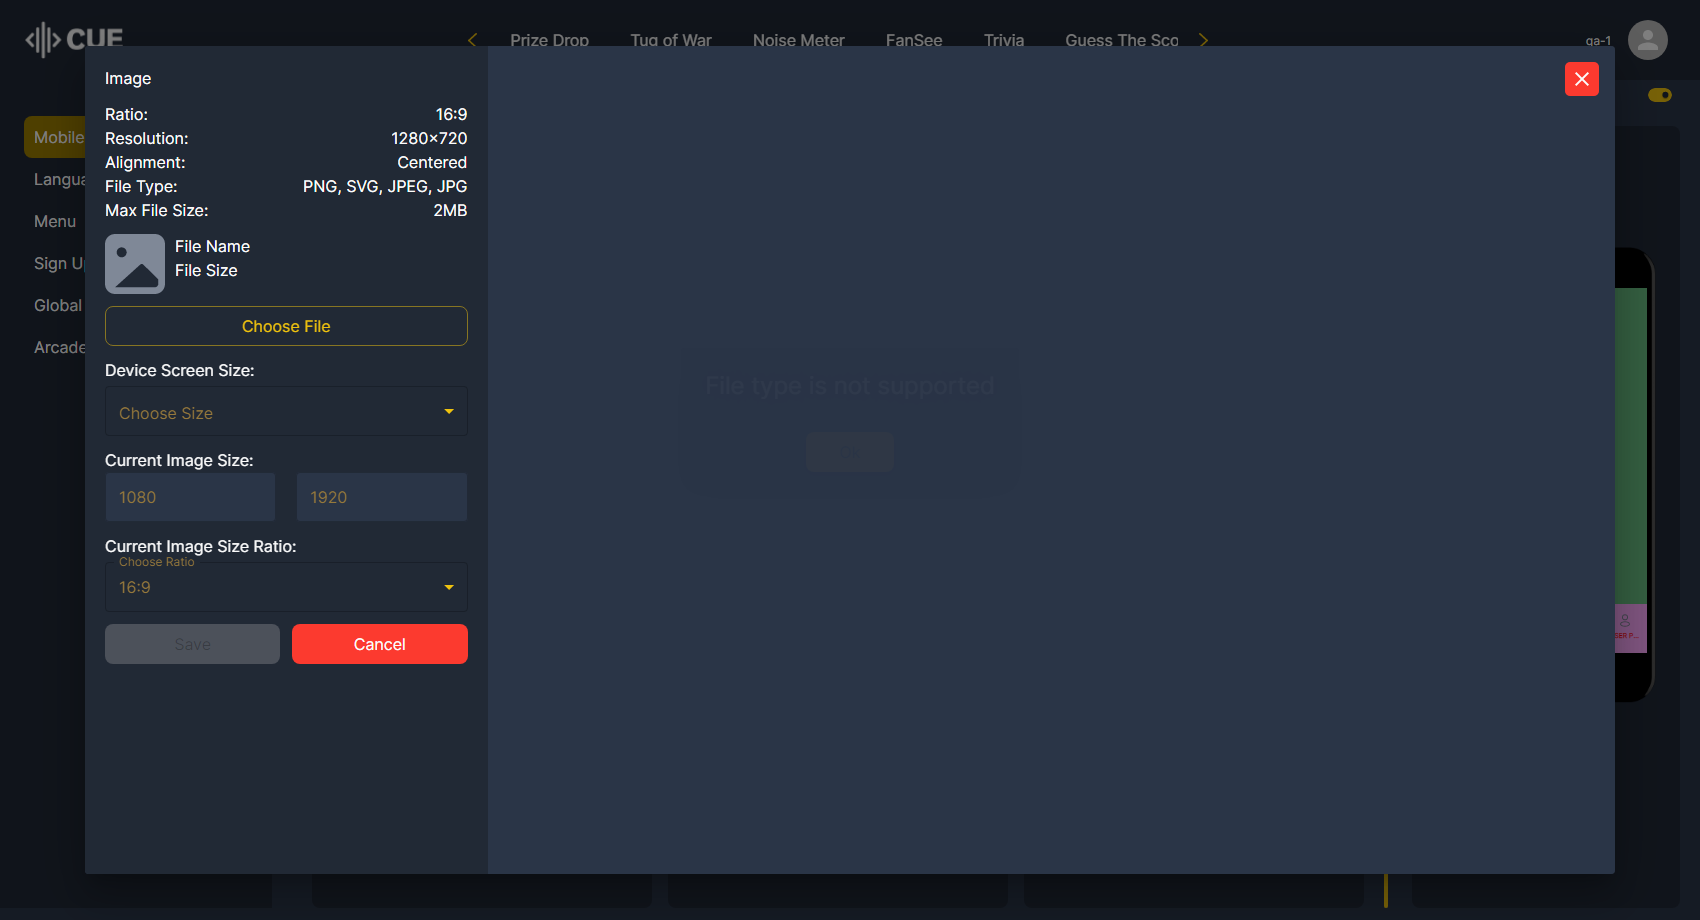 CUE
Prize Drop Tug of War Noise Meter FanSee Trivia Guess The Sco
qa-1
Mobile
Langua
Menu
Sign U
Global
Arcade
Image
Ratio: 16:9
Resolution: 1280×720
Alignment: Centered
File Type: PNG, SVG, JPEG, JPG
Max File Size: 2MB
File Name
File Size
Choose File
Device Screen Size:
Choose Size
Current Image Size:
1080 1920
Current Image Size Ratio:
Choose Ratio
16:9
Save Cancel
File type is not supported
SER P...